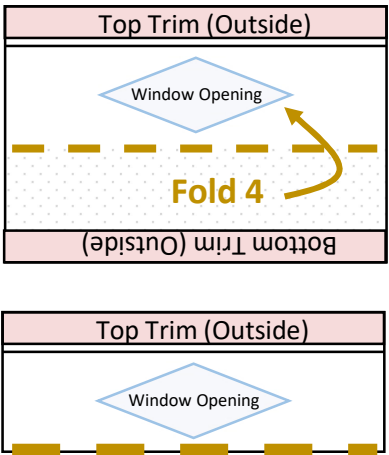 Top Trim (Outside)
Window Opening
Fold 4
Bottom Trim (Outside)
Top Trim (Outside)
Window Opening